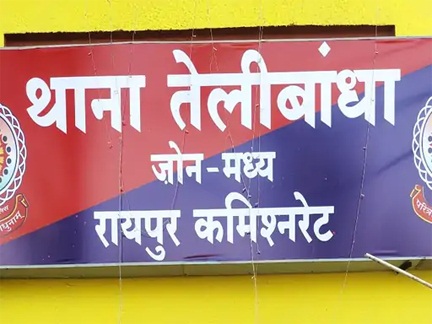 थाना तेलीबांधा
ज़ोन-मध्य
रायपुर कमिश्नरेट